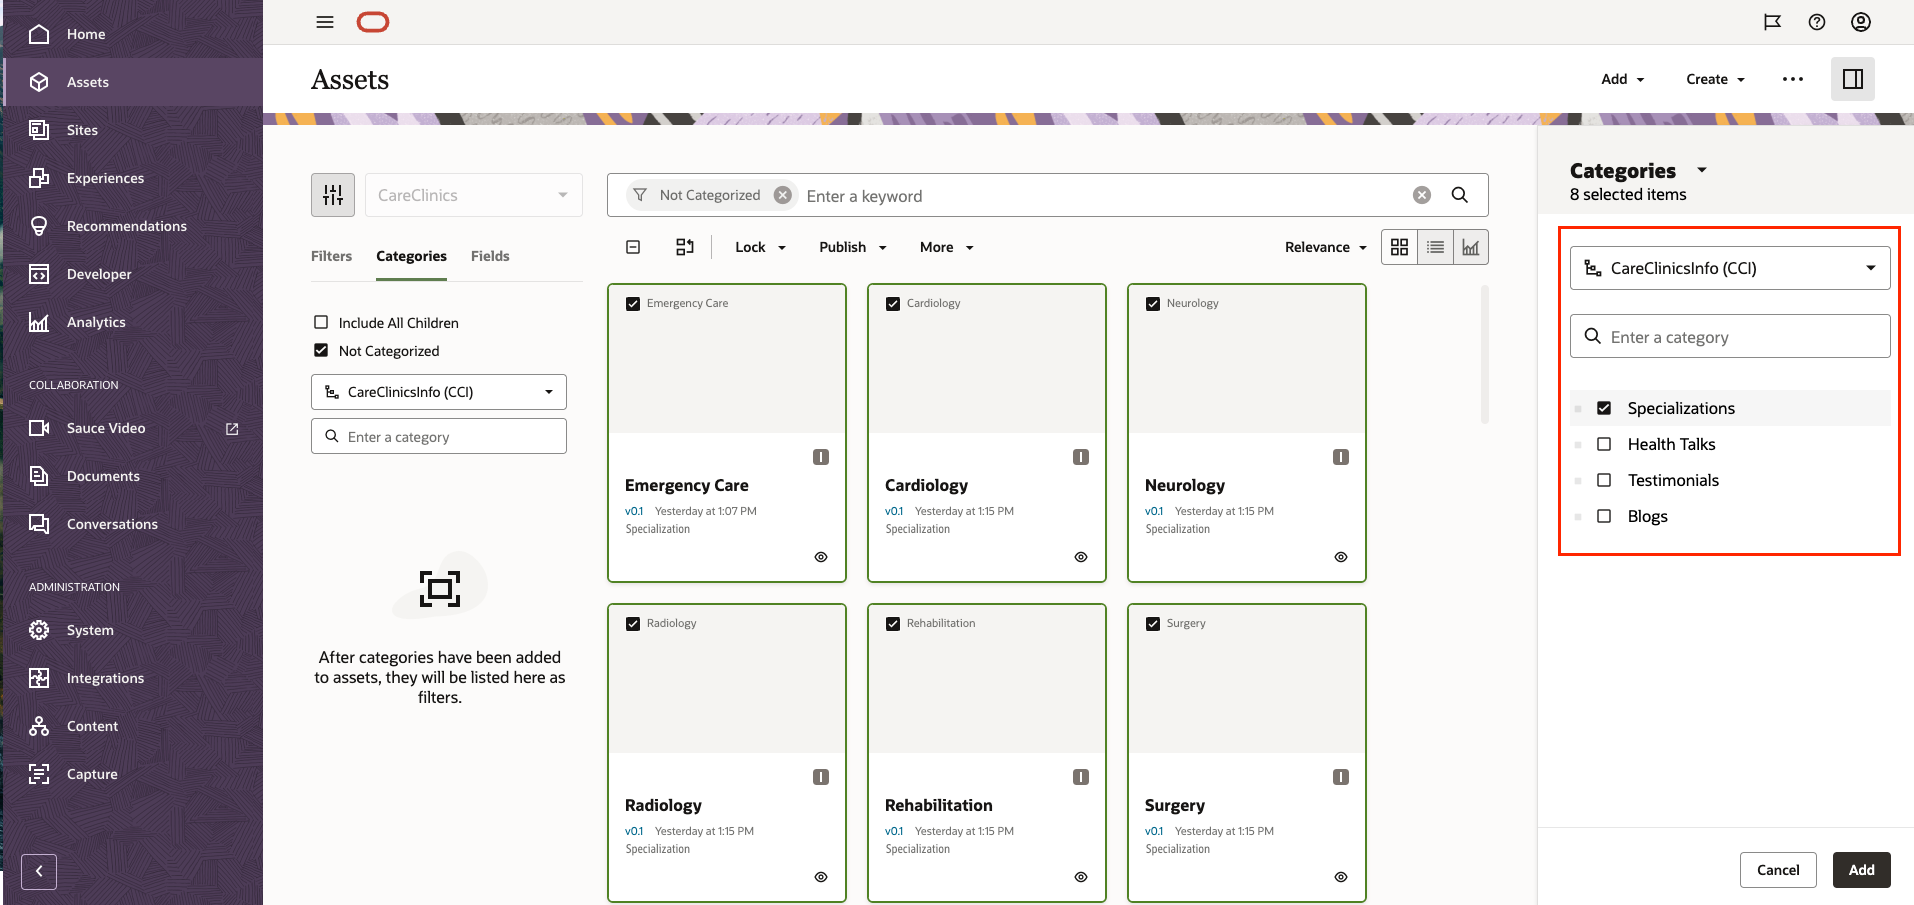 Home
Assets
Sites
Experiences
Recommendations
Developer
Analytics
COLLABORATION
Sauce Video
Documents
Conversations
ADMINISTRATION
System
Integrations
Content
Capture
Assets
Add
Create
CareClinics
Not Categorized
Enter a keyword
Filters
Categories
Fields
Lock
Publish
More
Relevance
Include All Children
Not Categorized
CareClinicsInfo (CCI)
Enter a category
After categories have been added
to assets, they will be listed here as
filters.
Emergency Care
Emergency Care
v0.1 Yesterday at 1:07 PM
Specialization
Cardiology
Cardiology
v0.1 Yesterday at 1:15 PM
Specialization
Neurology
Neurology
v0.1 Yesterday at 1:15 PM
Specialization
Radiology
Radiology
v0.1 Yesterday at 1:15 PM
Specialization
Rehabilitation
Rehabilitation
v0.1 Yesterday at 1:15 PM
Specialization
Surgery
Surgery
v0.1 Yesterday at 1:15 PM
Specialization
Categories
8 selected items
CareClinicsInfo (CCI)
Enter a category
Specializations
Health Talks
Testimonials
Blogs
Cancel
Add